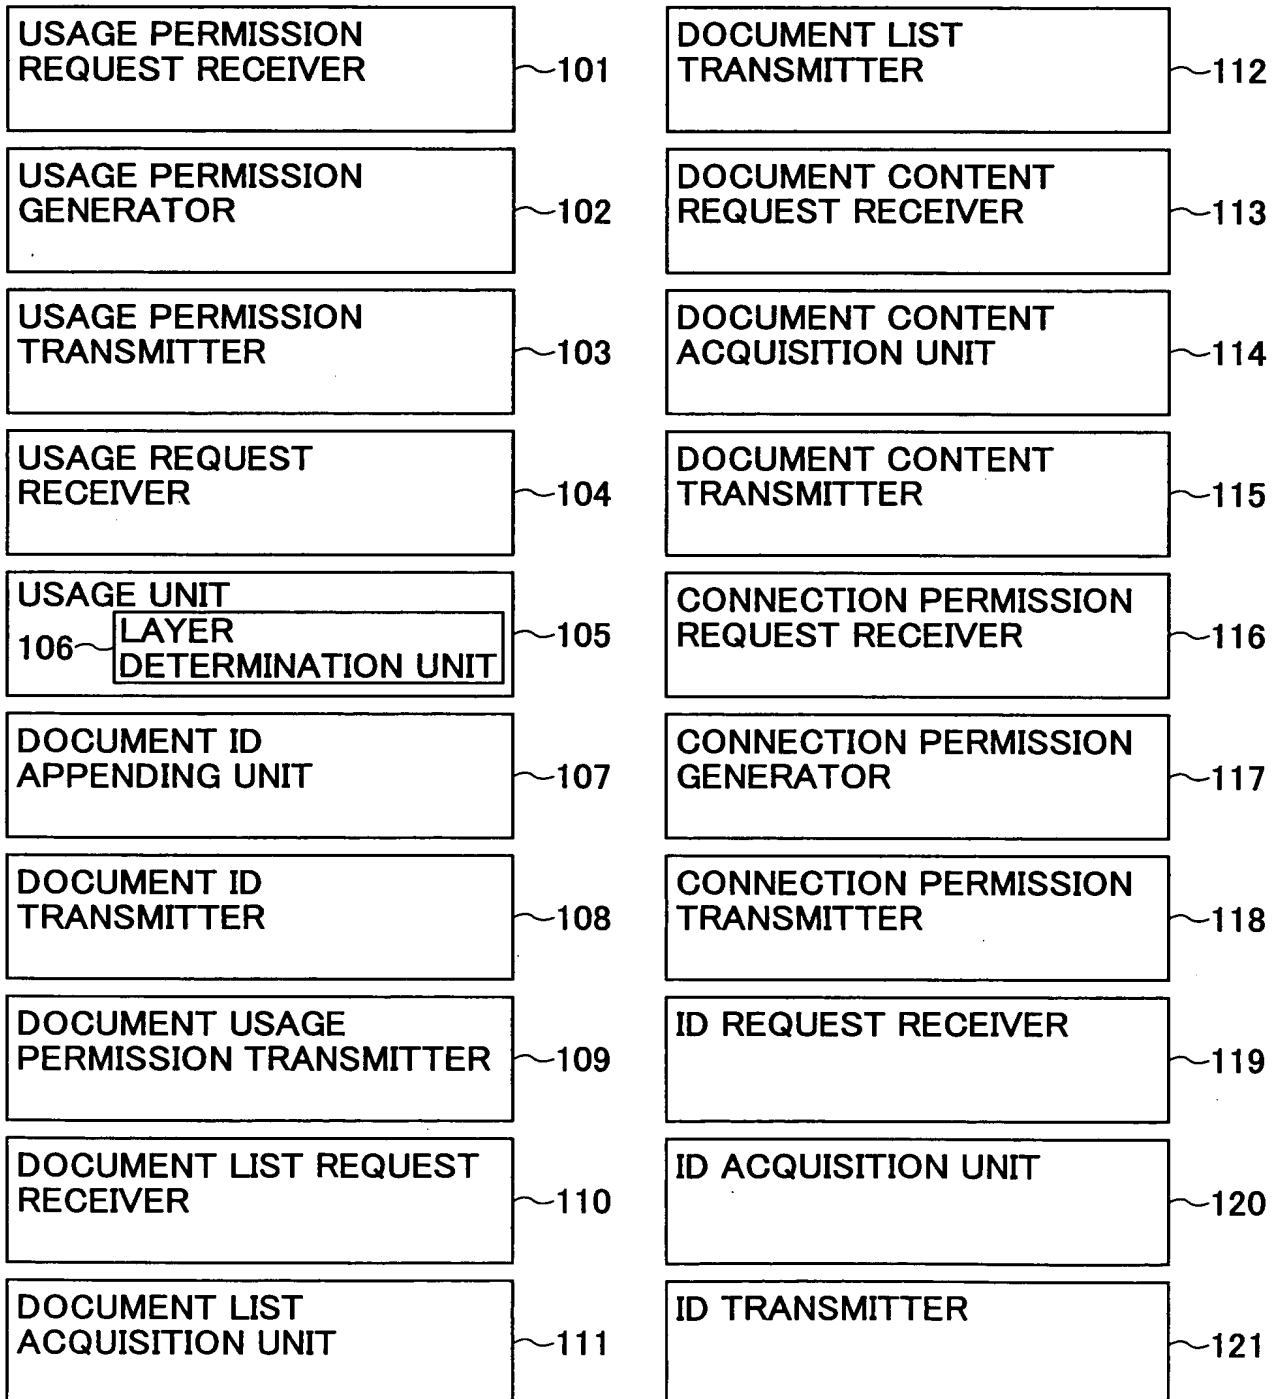 USAGE PERMISSION
REQUEST RECEIVER
101
USAGE PERMISSION
GENERATOR
102
USAGE PERMISSION
TRANSMITTER
103
USAGE REQUEST
RECEIVER
104
USAGE UNIT
106
LAYER
DETERMINATION UNIT
105
DOCUMENT ID
APPENDING UNIT
107
DOCUMENT ID
TRANSMITTER
108
DOCUMENT USAGE
PERMISSION TRANSMITTER
109
DOCUMENT LIST REQUEST
RECEIVER
110
DOCUMENT LIST
ACQUISITION UNIT
111
DOCUMENT LIST
TRANSMITTER
112
DOCUMENT CONTENT
REQUEST RECEIVER
113
DOCUMENT CONTENT
ACQUISITION UNIT
114
DOCUMENT CONTENT
TRANSMITTER
115
CONNECTION PERMISSION
REQUEST RECEIVER
116
CONNECTION PERMISSION
GENERATOR
117
CONNECTION PERMISSION
TRANSMITTER
118
ID REQUEST RECEIVER
119
ID ACQUISITION UNIT
120
ID TRANSMITTER
121